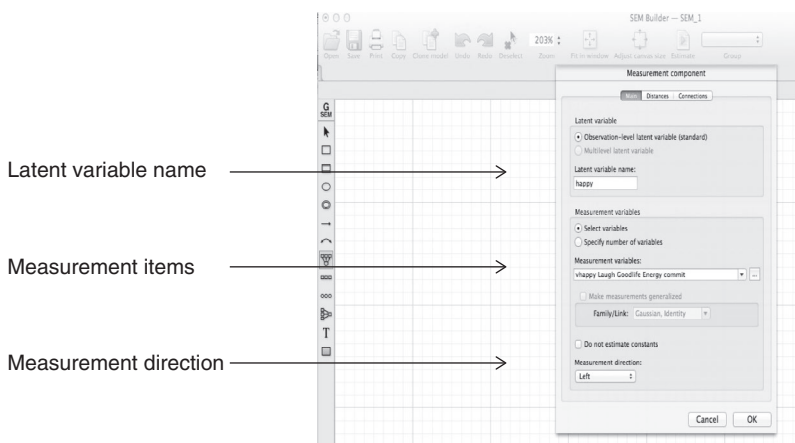 SEM Builder — SEM_1
203%
Open Save Print Copy Undo Redo Deselect Zoom Fit in window Adjust canvas size Estimate Group
Measurement component
Main Distances Connections
G
SEM
Latent variable
Observation-level latent variable (standard)
Multilevel latent variable
Latent variable name
Latent variable name:
happy
Measurement variables
Select variables
Specify number of variables
Measurement items
Measurement variables:
vhappy Laugh Goodlife Energy commit
...
Make measurements generalized
Family/Link: Gaussian, Identity
T
Do not estimate constants
Measurement direction
Measurement direction:
Left
Cancel OK